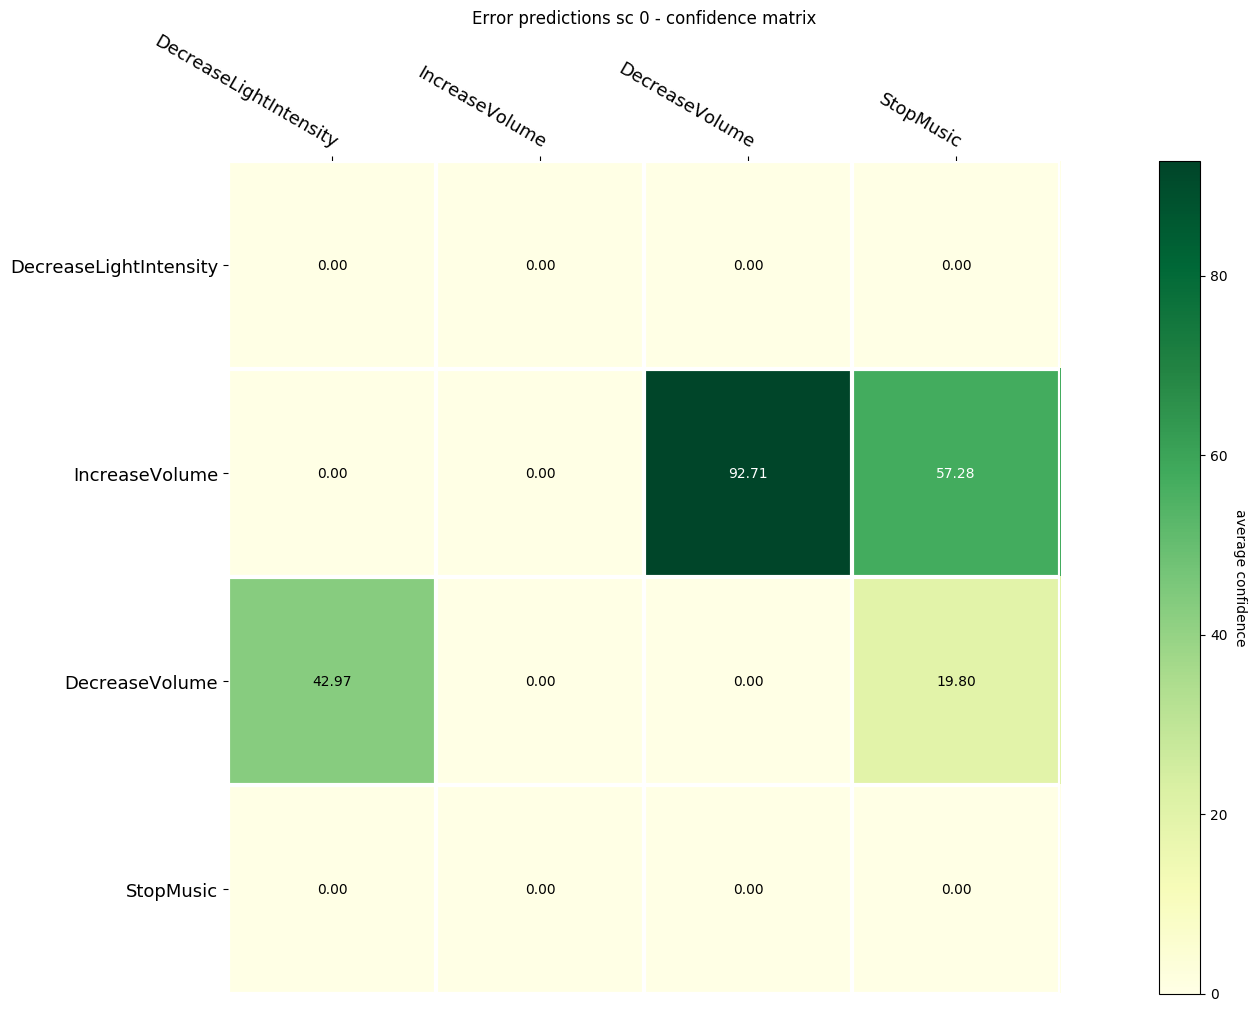 Error predictions sc 0 - confidence matrix
DecreaseLightIntensity
IncreaseVolume
DecreaseVolume
StopMusic
DecreaseLightIntensity
0.00 0.00 0.00 0.00
IncreaseVolume
0.00 0.00 92.71 57.28
DecreaseVolume
42.97 0.00 0.00 19.80
StopMusic
0.00 0.00 0.00 0.00
80
60
40
20
0
average confidence